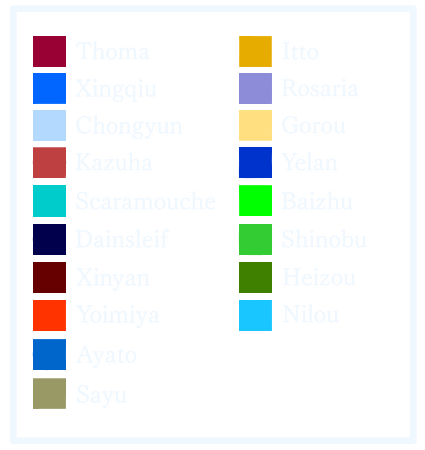 Thoma
Xingqiu
Chongyun
Kazuha
Scaramouche
Dainsleif
Xinyan
Yoimiya
Ayato
Sayu
Itto
Rosaria
Gorou
Yelan
Baizhu
Shinobu
Heizou
Nilou